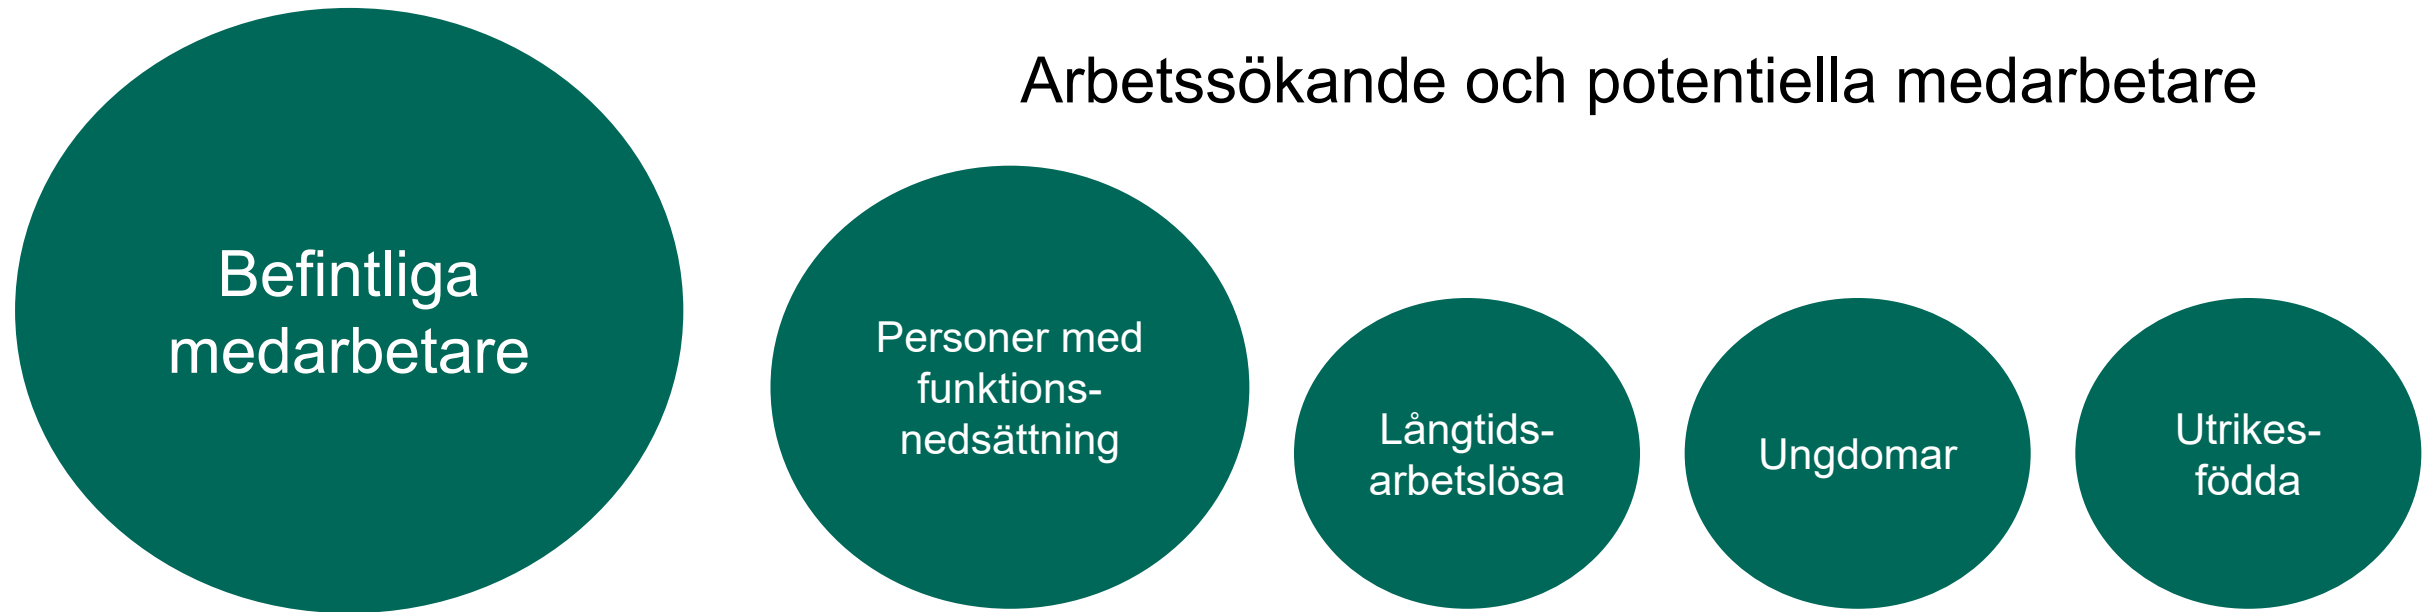 Arbetssökande och potentiella medarbetare
Befintliga
medarbetare
Personer med
funktions-
nedsättning
Långtids-
arbetslösa
Ungdomar
Utrikes-
födda